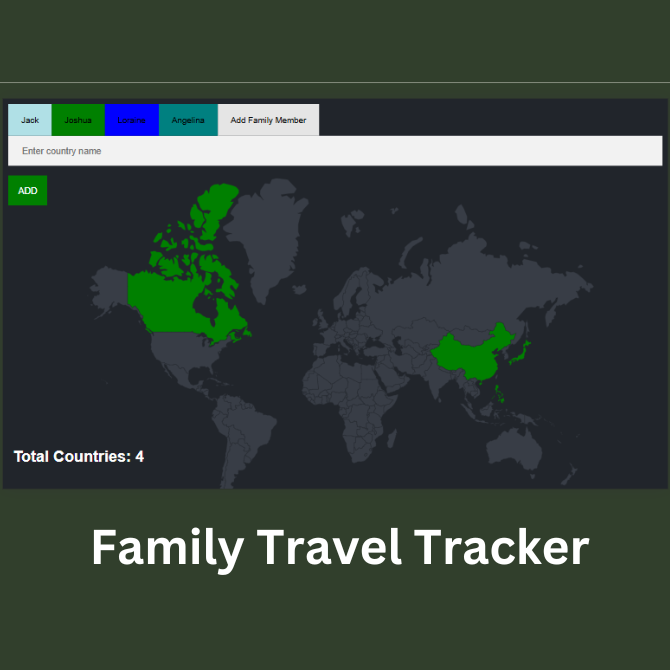 Jack Joshua Loraine Angelina Add Family Member
Enter country name
ADD
Total Countries: 4
Family Travel Tracker